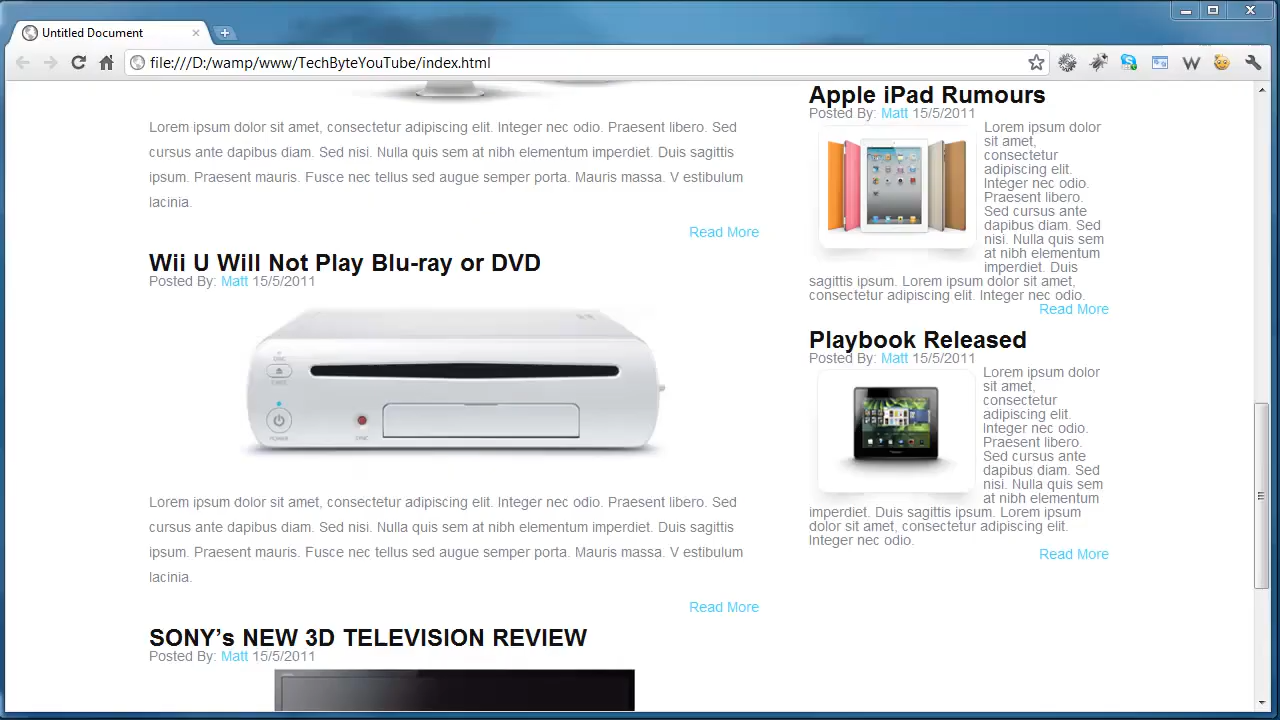 Untitled Document
file:///D:/wamp/www/TechByteYouTube/index.html
Lorem ipsum dolor sit amet, consectetur adipiscing elit. Integer nec odio. Praesent libero. Sed
cursus ante dapibus diam. Sed nisi. Nulla quis sem at nibh elementum imperdiet. Duis sagittis
ipsum. Praesent mauris. Fusce nec tellus sed augue semper porta. Mauris massa. V estibulum
lacinia.
Read More
Wii U Will Not Play Blu-ray or DVD
Posted By: Matt 15/5/2011
POWER
SYNC
Lorem ipsum dolor sit amet, consectetur adipiscing elit. Integer nec odio. Praesent libero. Sed
cursus ante dapibus diam. Sed nisi. Nulla quis sem at nibh elementum imperdiet. Duis sagittis
ipsum. Praesent mauris. Fusce nec tellus sed augue semper porta. Mauris massa. V estibulum
lacinia.
Read More
SONY’s NEW 3D TELEVISION REVIEW
Posted By: Matt 15/5/2011
Apple iPad Rumours
Posted By: Matt 15/5/2011
Lorem ipsum dolor
sit amet,
consectetur
adipiscing elit.
Integer nec odio.
Praesent libero.
Sed cursus ante
dapibus diam. Sed
nisi. Nulla quis sem
at nibh elementum
imperdiet. Duis
sagittis ipsum. Lorem ipsum dolor sit amet,
consectetur adipiscing elit. Integer nec odio.
Read More
Playbook Released
Posted By: Matt 15/5/2011
Lorem ipsum dolor
sit amet,
consectetur
adipiscing elit.
Integer nec odio.
Praesent libero.
Sed cursus ante
dapibus diam. Sed
nisi. Nulla quis sem
at nibh elementum
imperdiet. Duis sagittis ipsum. Lorem ipsum
dolor sit amet, consectetur adipiscing elit.
Integer nec odio.
Read More